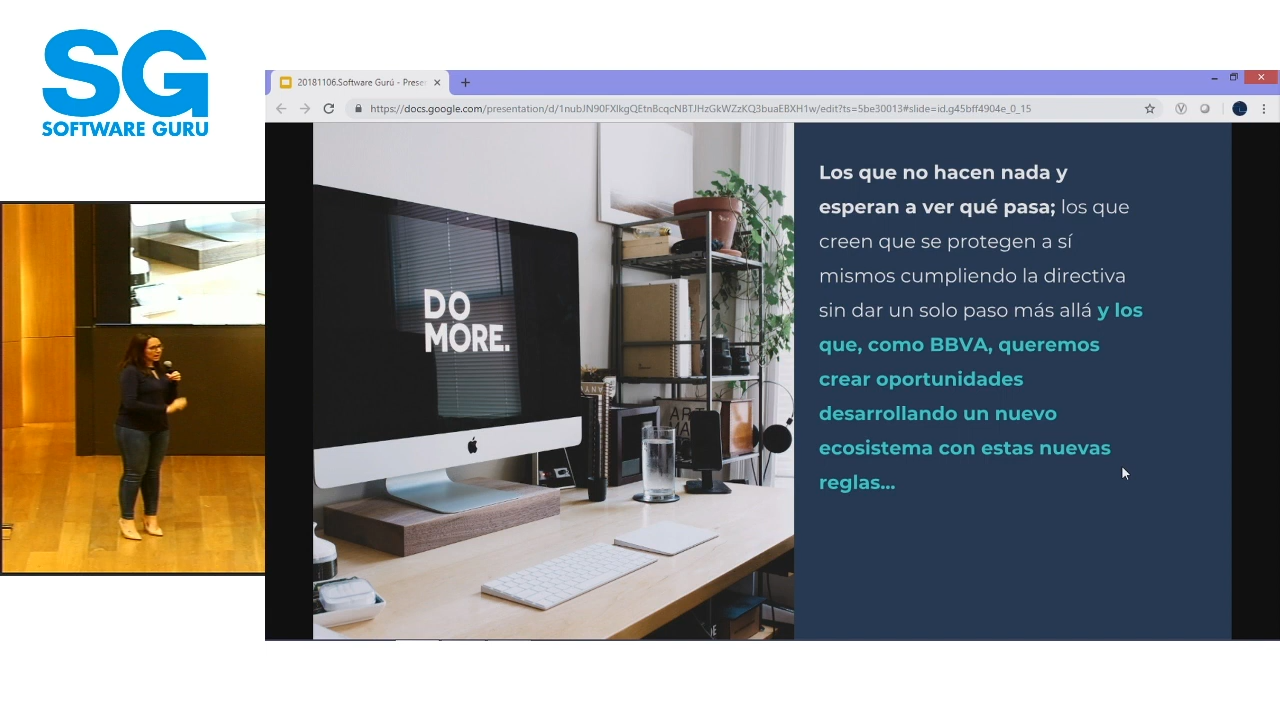 SG
SOFTWARE GURU
20181106.Software Gurú - Prese
https://docs.google.com/presentation/d/1nubJN90FXlkgQEtnBcqcNBTJHzGkWZzKQ3buaEBXH1w/edit?ts=5be30013#slide=id.g45bff4904e_0_15
DO
MORE.
Los que no hacen nada y
esperan a ver qué pasa; los que
creen que se protegen a sí
mismos cumpliendo la directiva
sin dar un solo paso más allá y los
que, como BBVA, queremos
crear oportunidades
desarrollando un nuevo
ecosistema con estas nuevas
reglas...